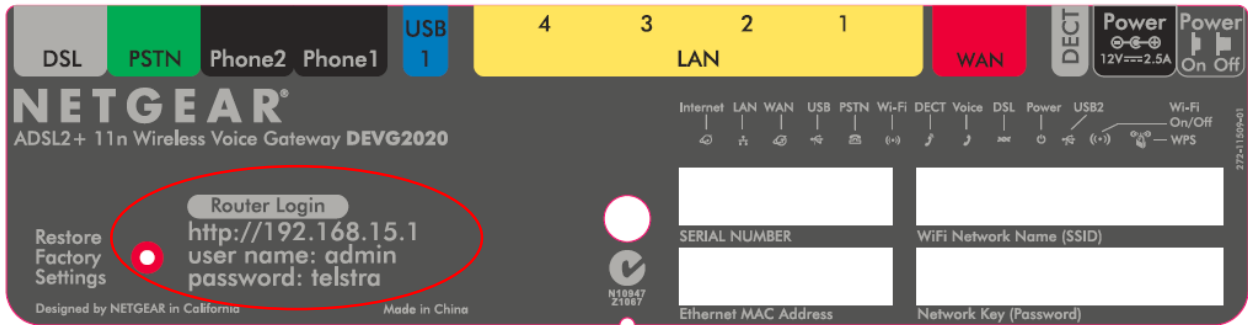 DSL PSTN Phone2 Phone1 USB 1
4 3 2 1
LAN
WAN
DECT
Power
12V 2.5A
Power
On Off
NETGEAR®
ADSL2+ 11n Wireless Voice Gateway DEVG2020
Internet LAN WAN USB PSTN Wi-Fi DECT Voice DSL Power USB2 Wi-Fi
On/Off
WPS
272-11509-01
Router Login
http://192.168.15.1
user name: admin
password: telstra
Restore
Factory
Settings
Designed by NETGEAR in California
Made in China
N10947
Z1067
SERIAL NUMBER
WiFi Network Name (SSID)
Ethernet MAC Address
Network Key (Password)